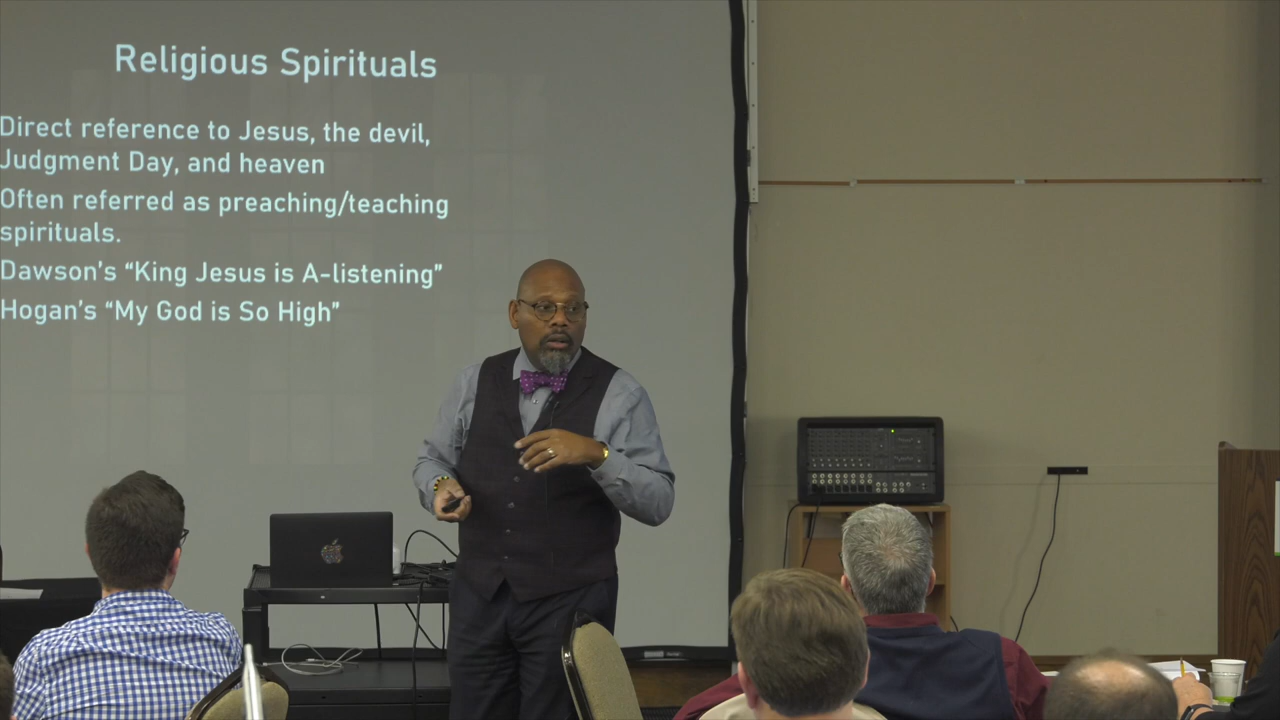 Religious Spirituals
Direct reference to Jesus, the devil,
Judgment Day, and heaven
Often referred as preaching/teaching
spirituals.
Dawson's “King Jesus is A-listening”
Hogan's “My God is So High”